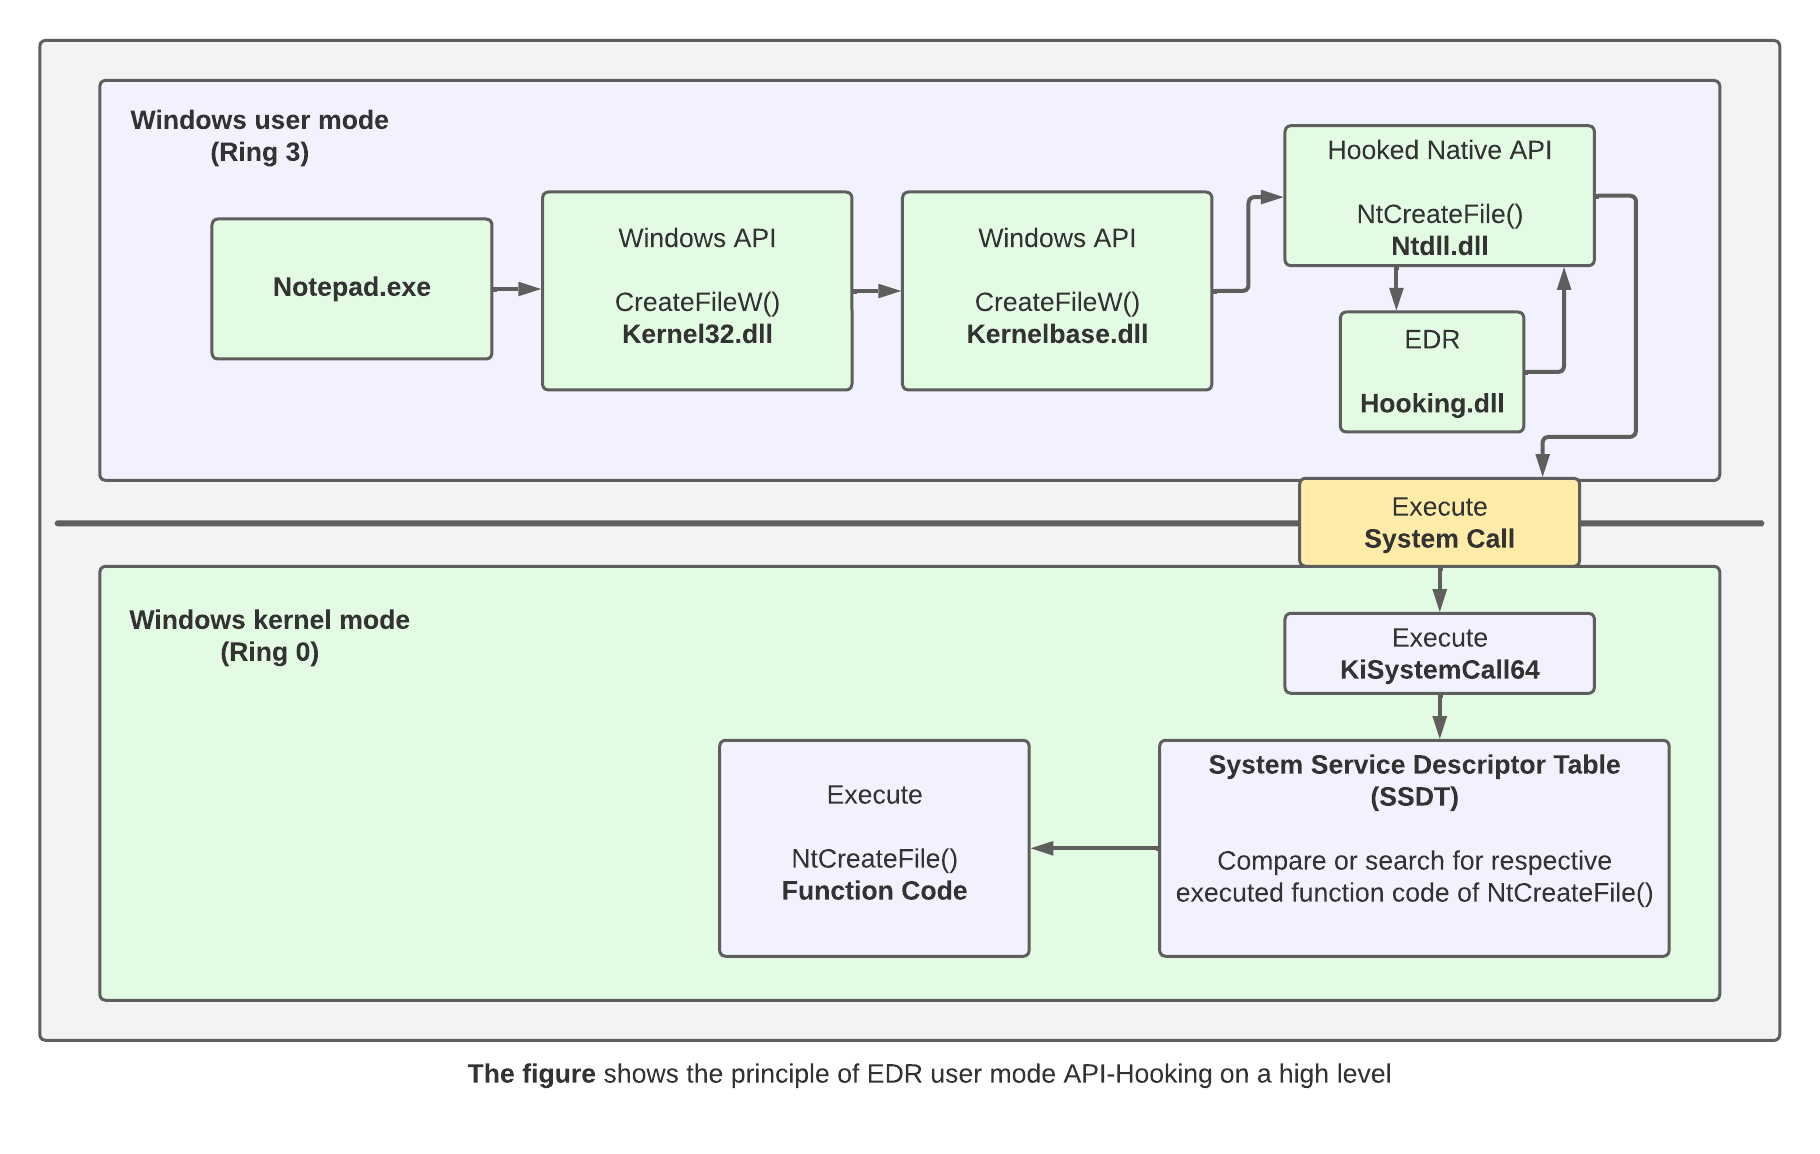 Windows user mode
(Ring 3)
Notepad.exe
Windows API
CreateFileW()
Kernel32.dll
Windows API
CreateFileW()
Kernelbase.dll
Hooked Native API
NtCreateFile()
Ntdll.dll
EDR
Hooking.dll
Execute
System Call
Windows kernel mode
(Ring 0)
Execute
KiSystemCall64
System Service Descriptor Table
(SSDT)
Compare or search for respective
executed function code of NtCreateFile()
Execute
NtCreateFile()
Function Code
The figure shows the principle of EDR user mode API-Hooking on a high level